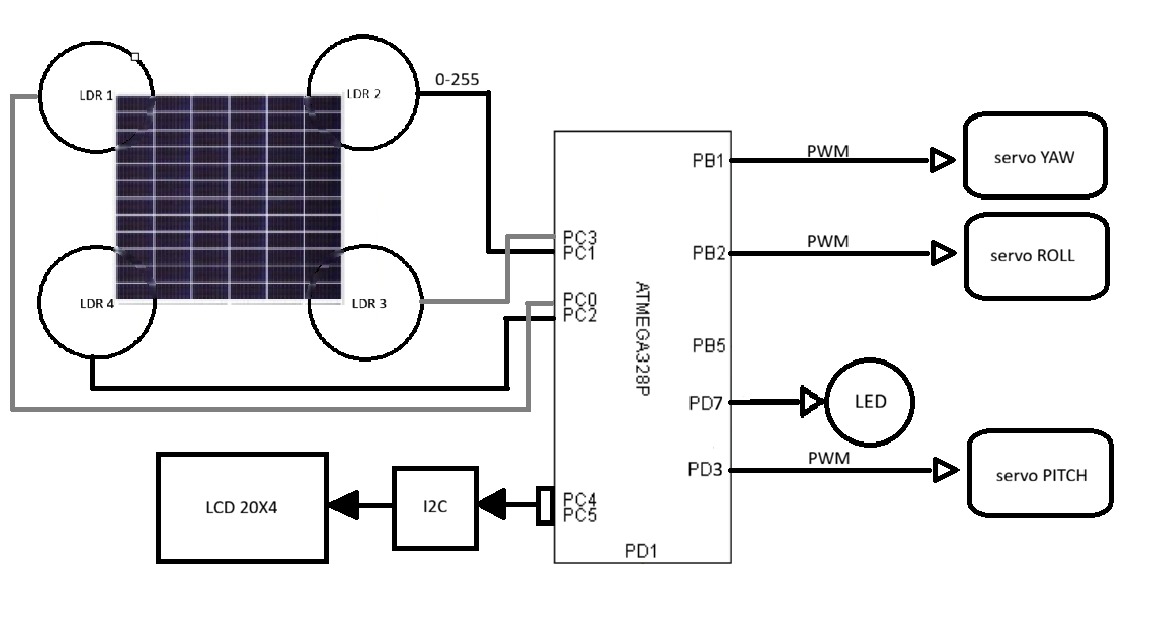 LDR 1
LDR 2
0-255
LDR 4
LDR 3
PC3
PC1
PC0
PC2
PC4
PC5
ATMEGA328P
PB1
PB2
PB5
PD7
PD3
PD1
PWM
servo YAW
PWM
servo ROLL
LED
PWM
servo PITCH
LCD 20X4
I2C